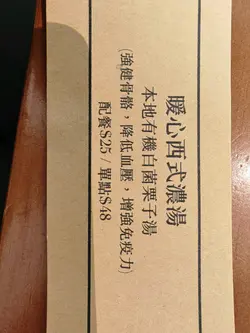 暖心西式濃湯
本地有機白菌栗子湯
(強健骨骼，降低血壓，增強免疫力)
配餐$25 / 單點$48